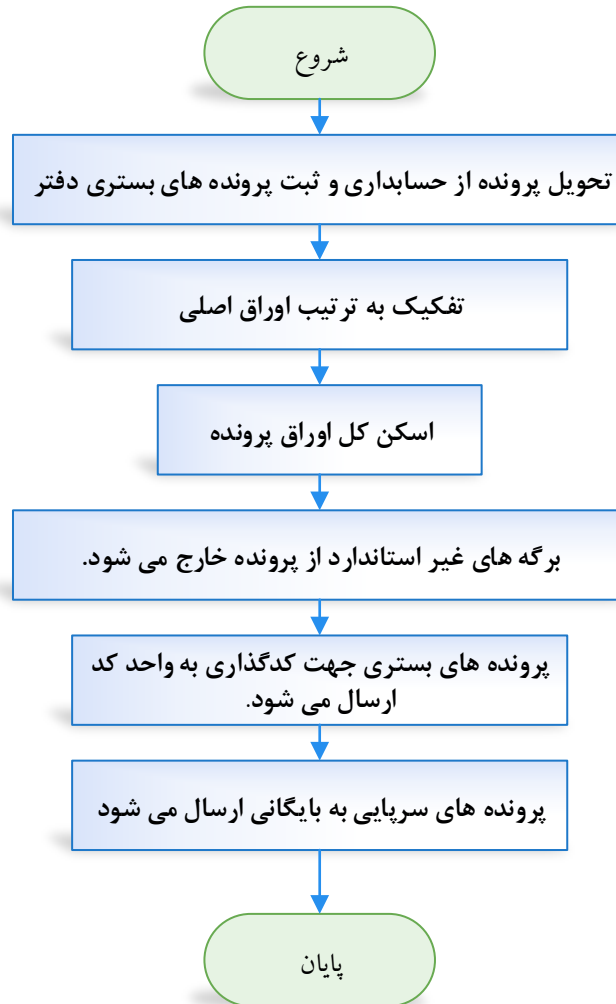 شروع
تحویل پرونده از حسابداری و ثبت پرونده های بستری دفتر
تفکیک به ترتیب اوراق اصلی
اسکن کل اوراق پرونده
برگه های غیر استاندارد از پرونده خارج می شود.
پرونده های بستری جهت کدگذاری به واحد کد
ارسال می شود.
پرونده های سرپایی به بایگانی ارسال می شود
پایان